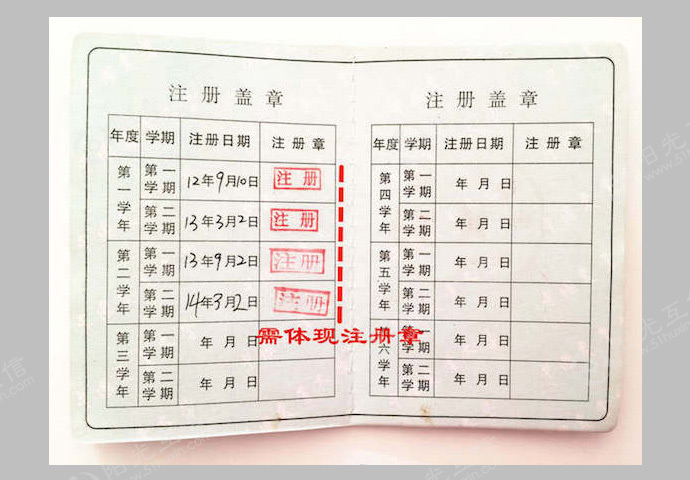 注册盖章
年度 学期 注册日期 注册章
第一学年 第一学期 12年9月10日 注册
第二学期 13年3月2日 注册
第二学年 第一学期 13年9月2日 注册
第二学期 14年3月2日 注册
第三学年 第一学期 年 月 日
第二学期 年 月 日
需体现注册章
注册盖章
年度 学期 注册日期 注册章
第四学年 第一学期 年 月 日
第二学期 年 月 日
第五学年 第一学期 年 月 日
第二学期 年 月 日
第六学年 第一学期 年 月 日
第二学期 年 月 日